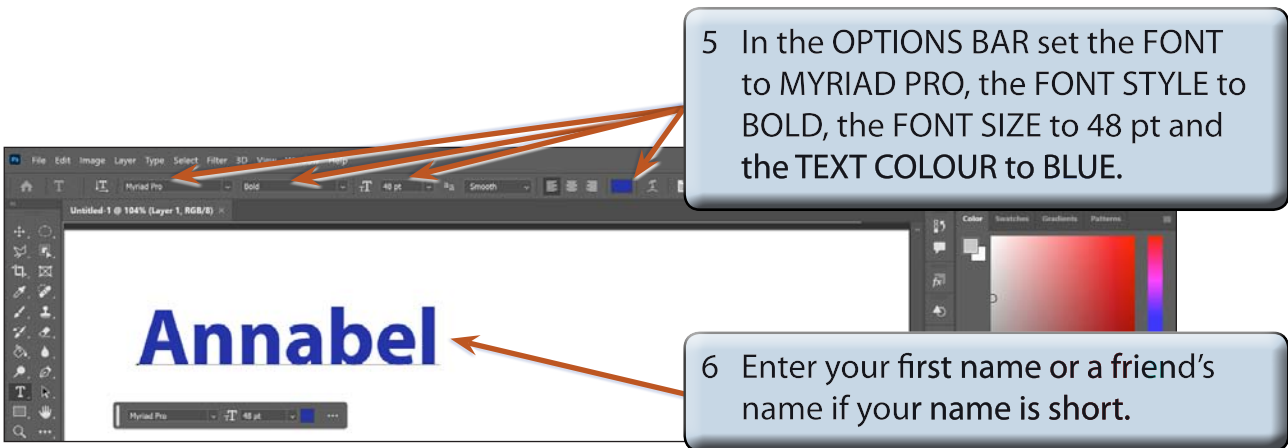 5 In the OPTIONS BAR set the FONT
to MYRIAD PRO, the FONT STYLE to
BOLD, the FONT SIZE to 48 pt and
the TEXT COLOUR to BLUE.
Ps File Edit Image Layer Type Select Filter 3D View Help
T Myriad Pro Bold 48 pt aa Smooth
Untitled-1 @ 104% (Layer 1, RGB/8) ×
Color Swatches Gradients Patterns
Annabel
Myriad Pro 48 pt
6 Enter your first name or a friend's
name if your name is short.